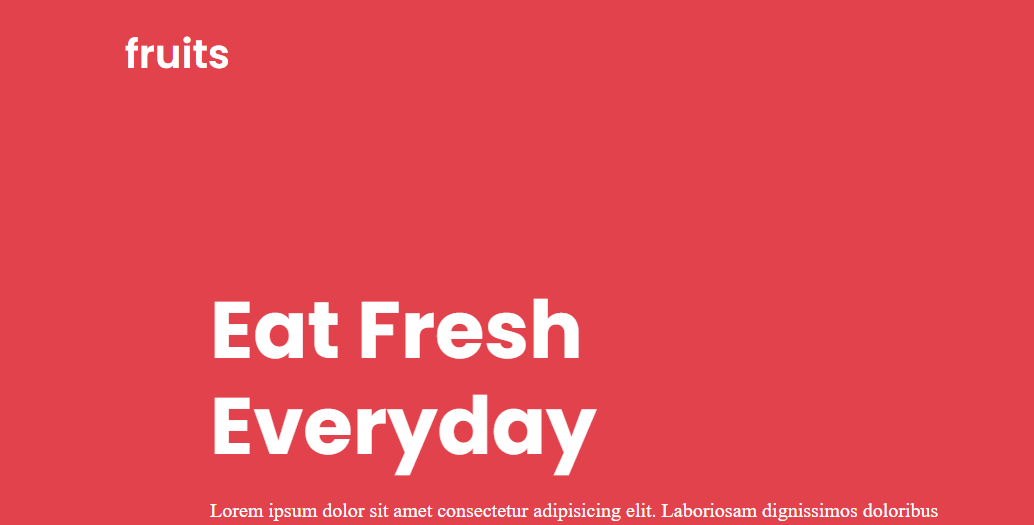 fruits
Eat Fresh
Everyday
Lorem ipsum dolor sit amet consectetur adipisicing elit. Laboriosam dignissimos doloribus